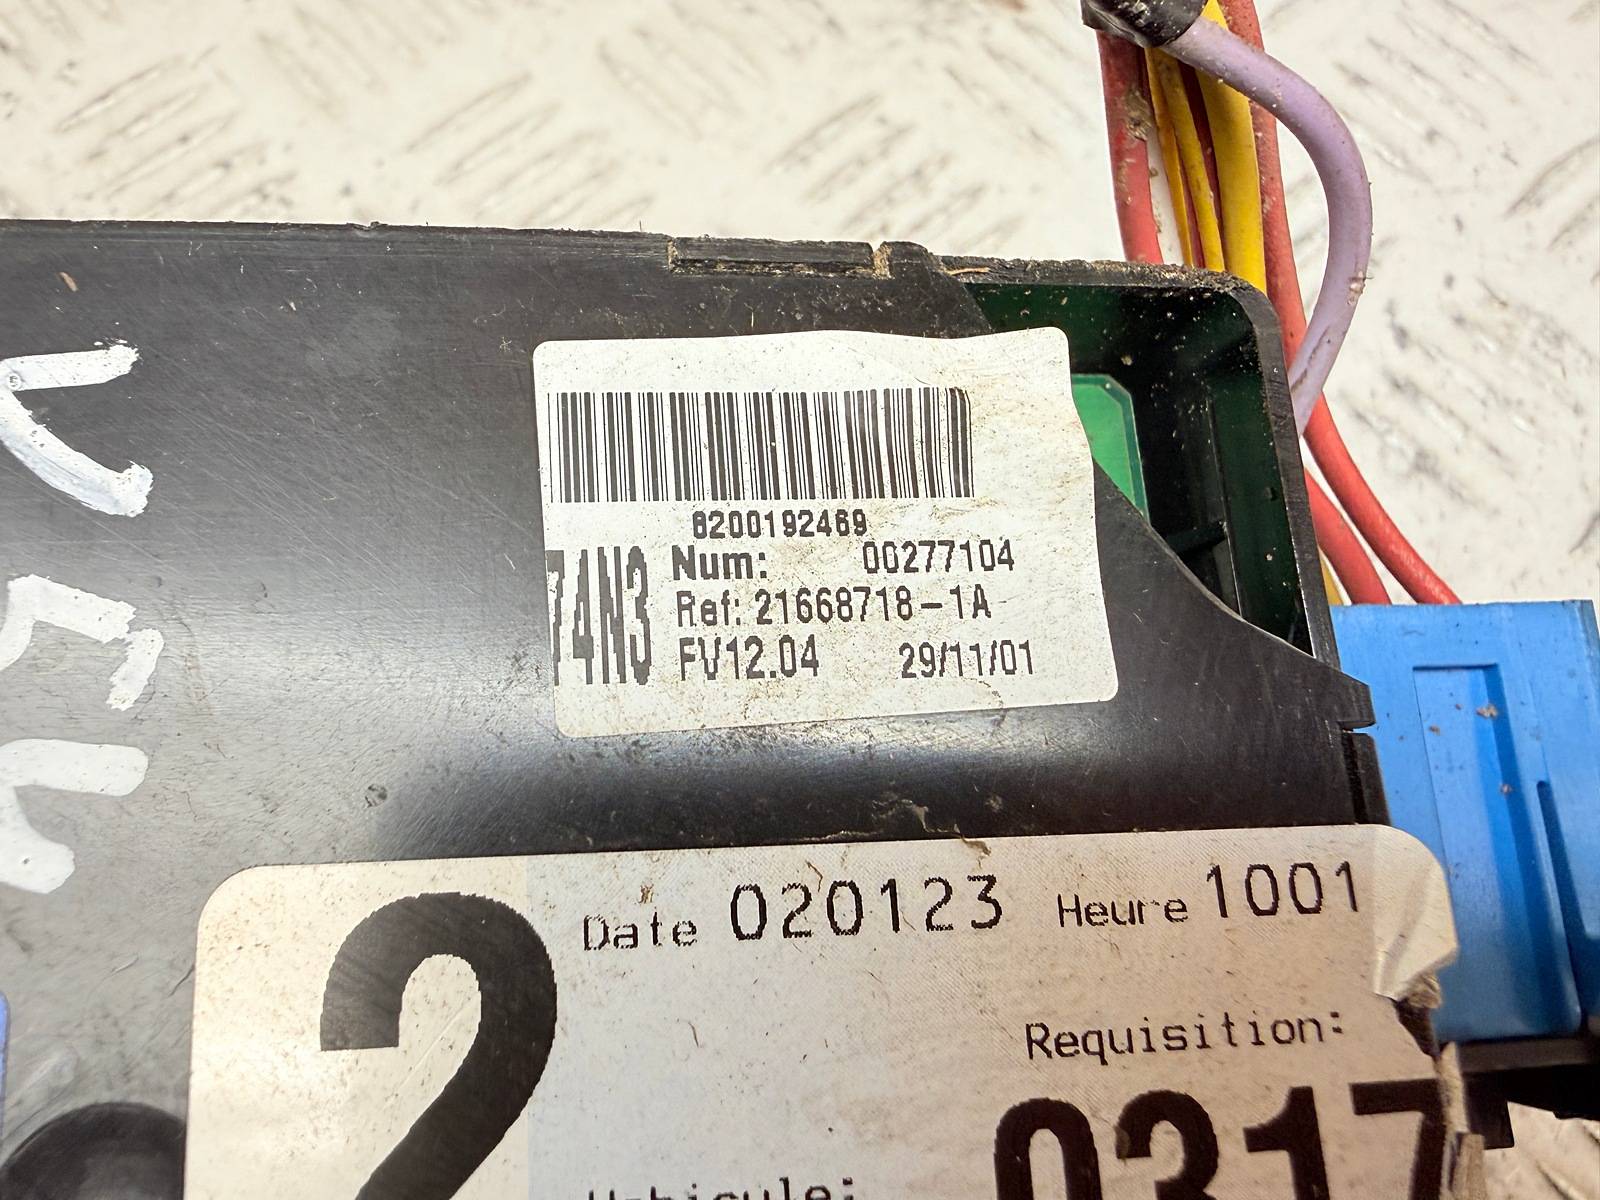 8200192469
74N3
Num: 00277104
Ref: 21668718-1A
FV12.04 29/11/01
2
Date 020123 Heure 1001
Requisition:
0317
Vehicule: